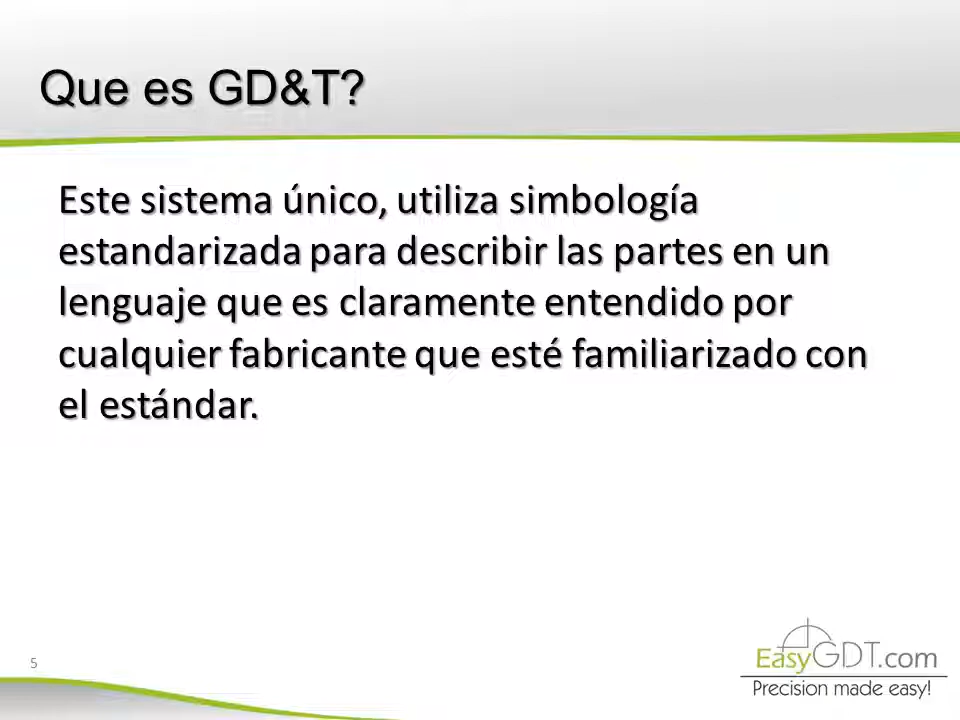 Que es GD&T?
Este sistema único, utiliza simbología
estandarizada para describir las partes en un
lenguaje que es claramente entendido por
cualquier fabricante que esté familiarizado con
el estándar.
5
EasyGDT.com
Precision made easy!